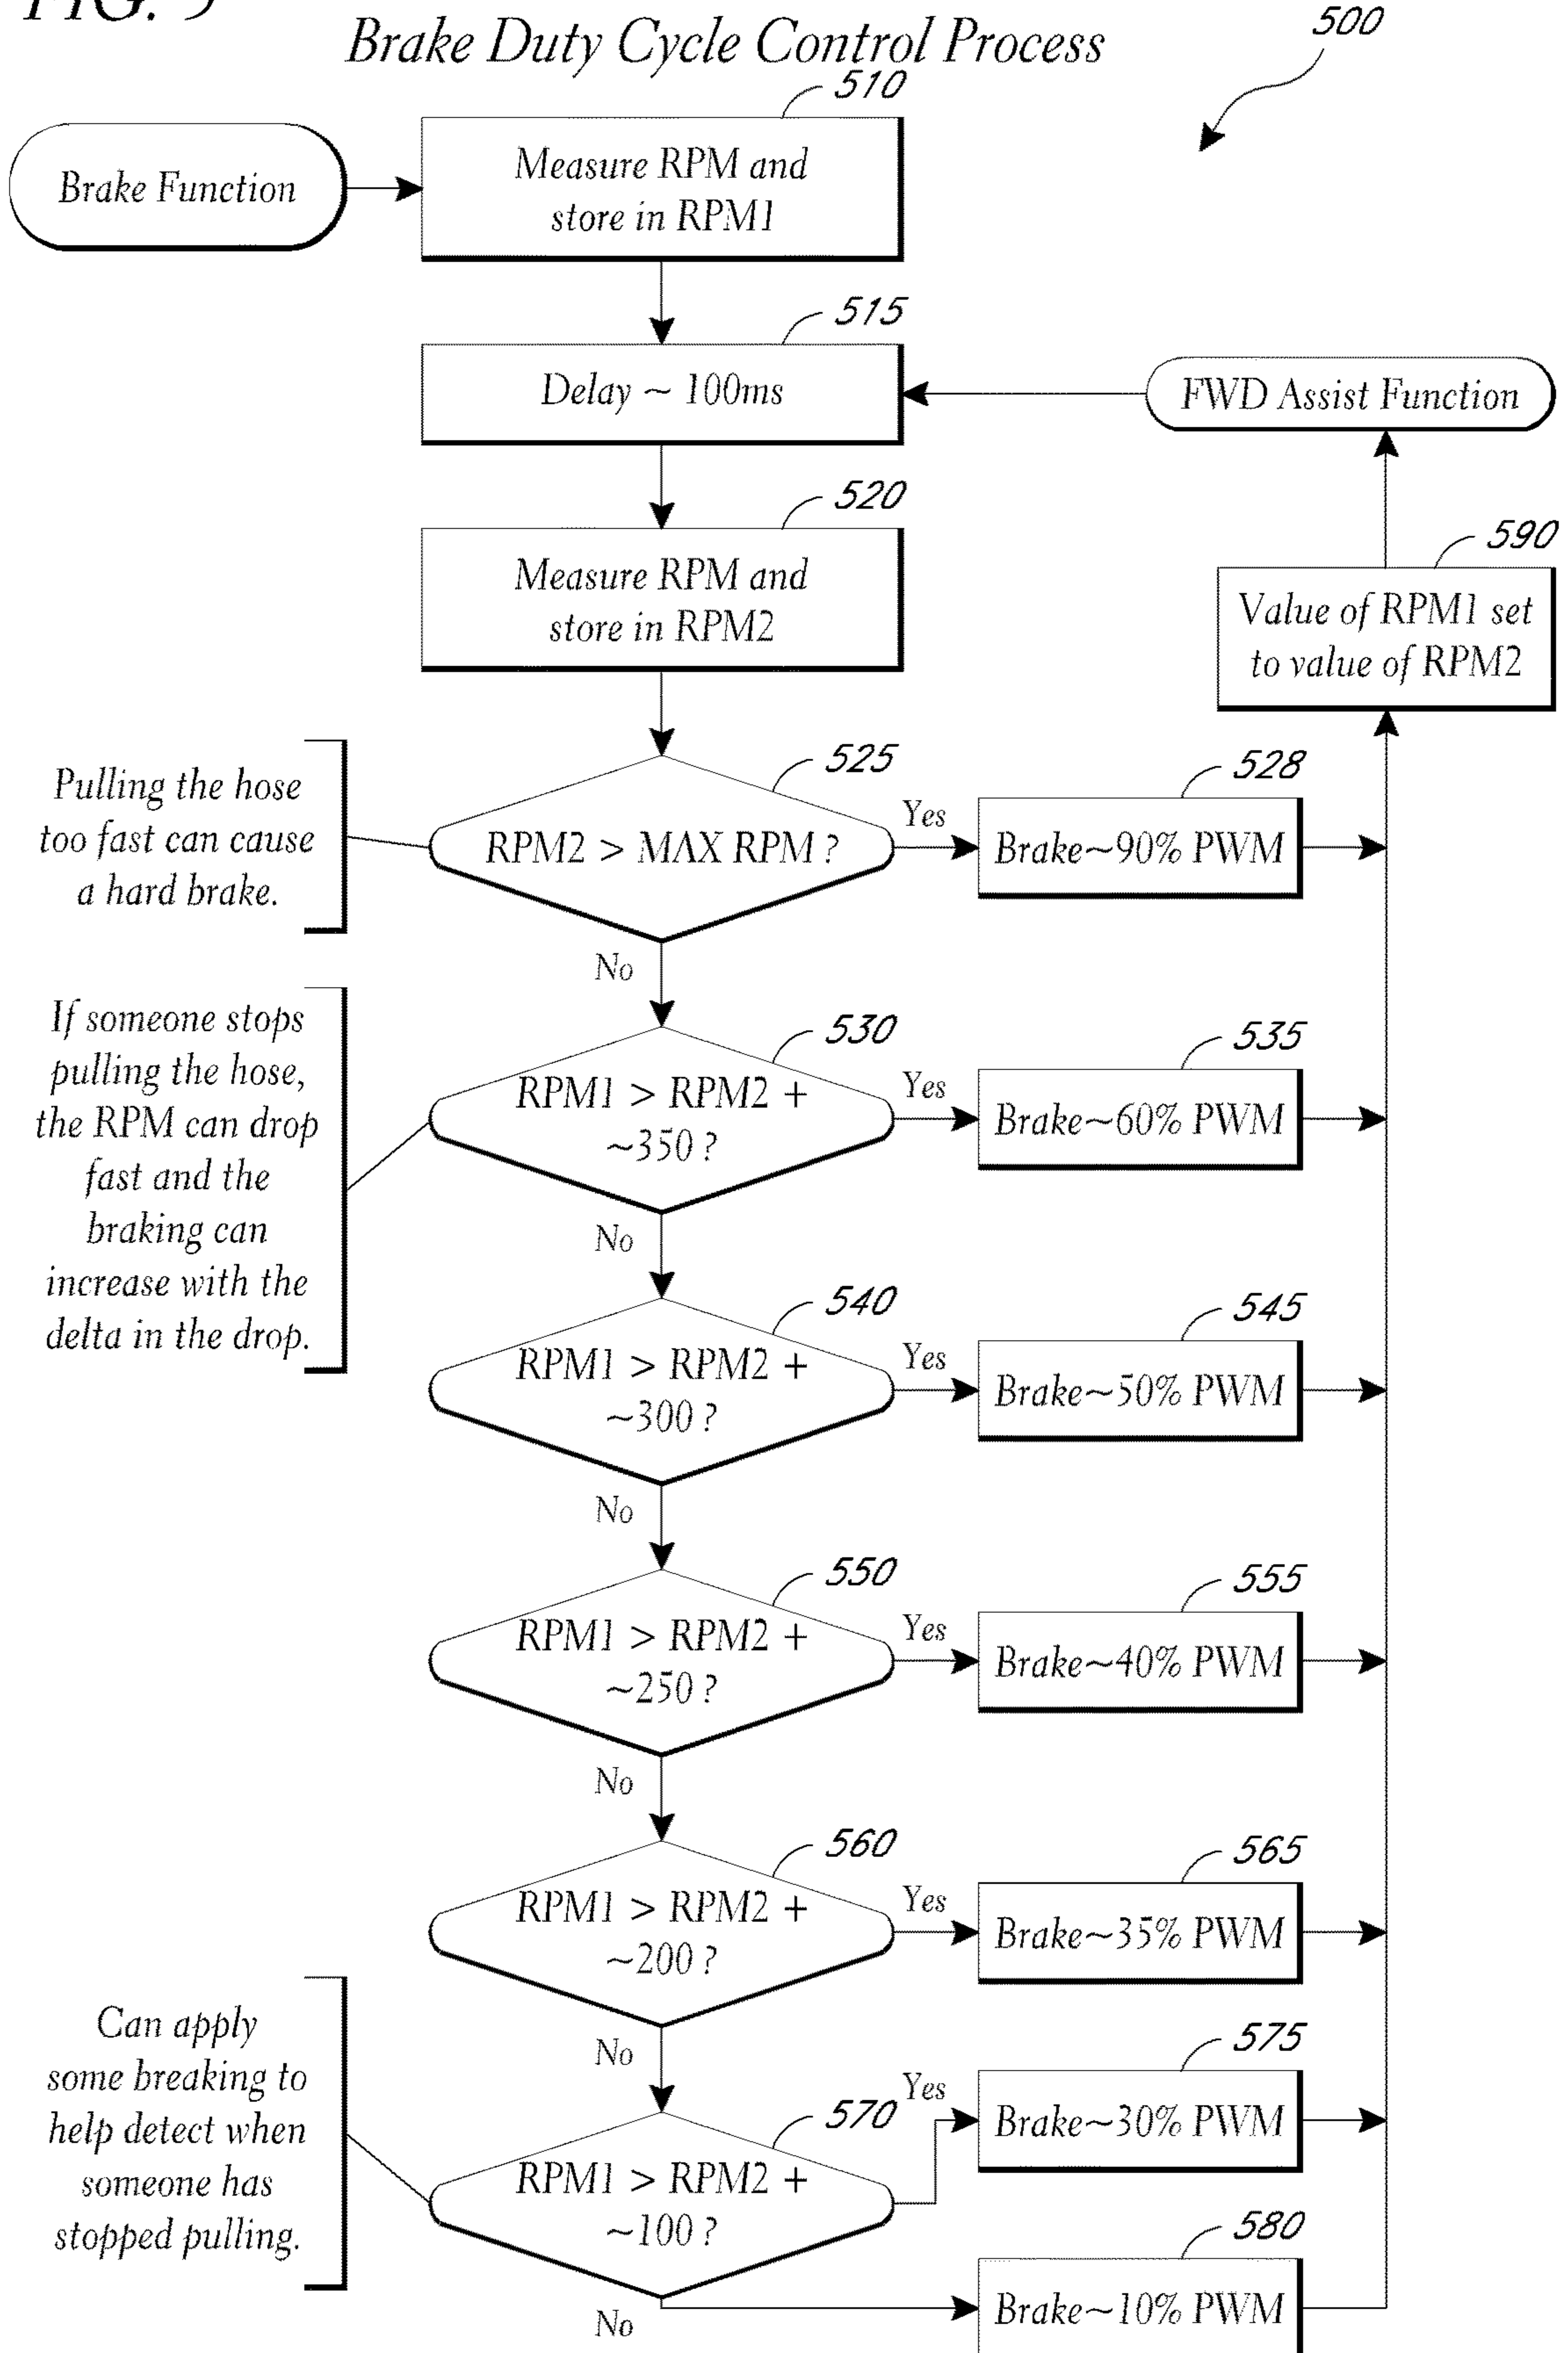 FIG. 5
Brake Duty Cycle Control Process
500
510
Brake Function
Measure RPM and
store in RPM1
515
Delay ~ 100ms
FWD Assist Function
520
Measure RPM and
store in RPM2
590
Value of RPM1 set
to value of RPM2
Pulling the hose
too fast can cause
a hard brake.
525
RPM2 > MAX RPM ?
Yes
528
Brake~90% PWM
No
If someone stops
pulling the hose,
the RPM can drop
fast and the
braking can
increase with the
delta in the drop.
530
RPM1 > RPM2 +
~350 ?
Yes
535
Brake~60% PWM
No
540
RPM1 > RPM2 +
~300 ?
Yes
545
Brake~50% PWM
No
550
RPM1 > RPM2 +
~250 ?
Yes
555
Brake~40% PWM
No
560
RPM1 > RPM2 +
~200 ?
Yes
565
Brake~35% PWM
No
Can apply
some breaking to
help detect when
someone has
stopped pulling.
570
RPM1 > RPM2 +
~100 ?
Yes
575
Brake~30% PWM
No
580
Brake~10% PWM